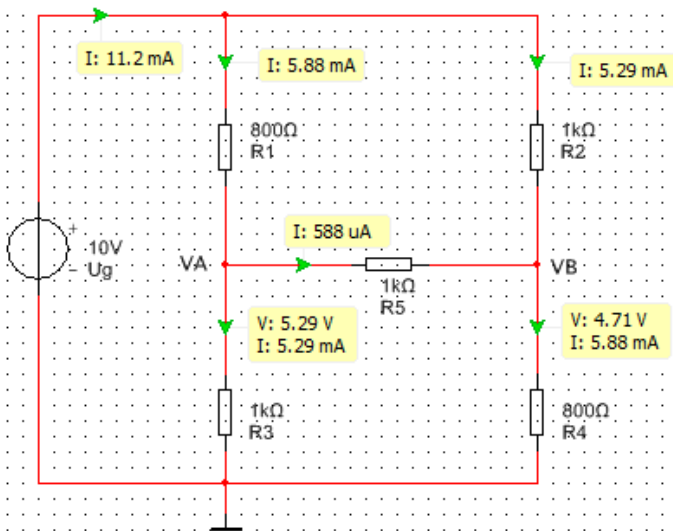 I: 11.2 mA
I: 5.88 mA
I: 5.29 mA
800Ω
R1
1kΩ
R2
+
10V
-
Ug
I: 588 uA
VA
VB
1kΩ
R5
V: 5.29 V
I: 5.29 mA
V: 4.71 V
I: 5.88 mA
1kΩ
R3
800Ω
R4